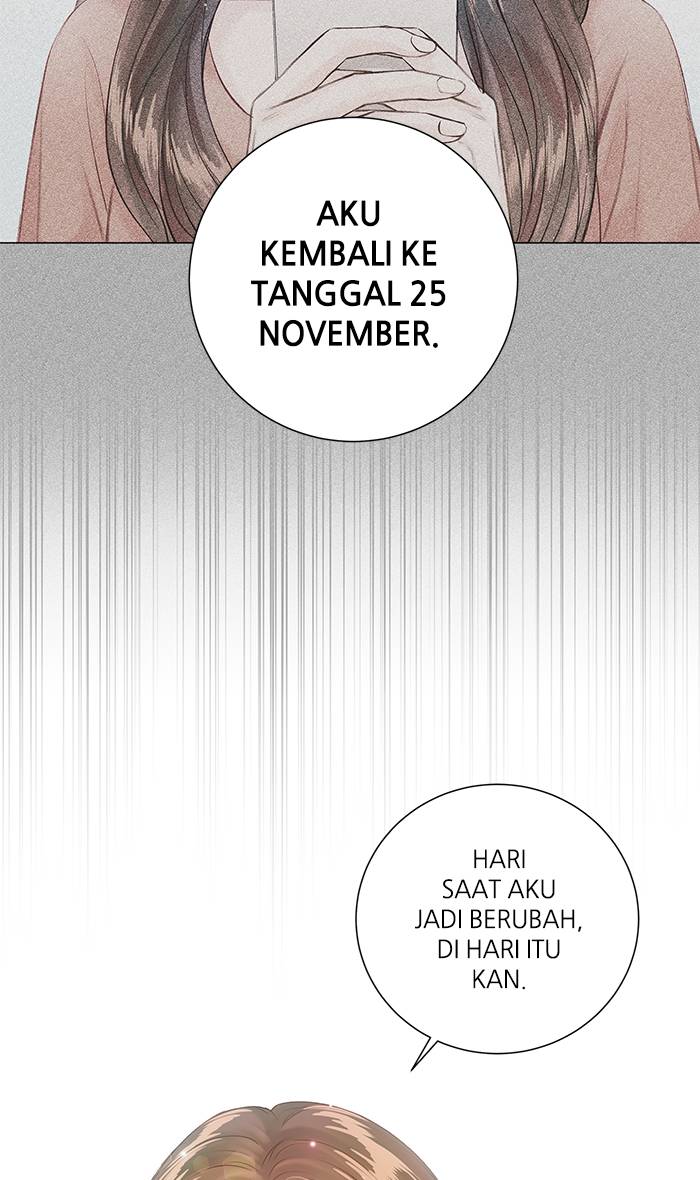 AKU
KEMBALI KE
TANGGAL 25
NOVEMBER.
HARI
SAAT AKU
JADI BERUBAH,
DI HARI ITU
KAN.